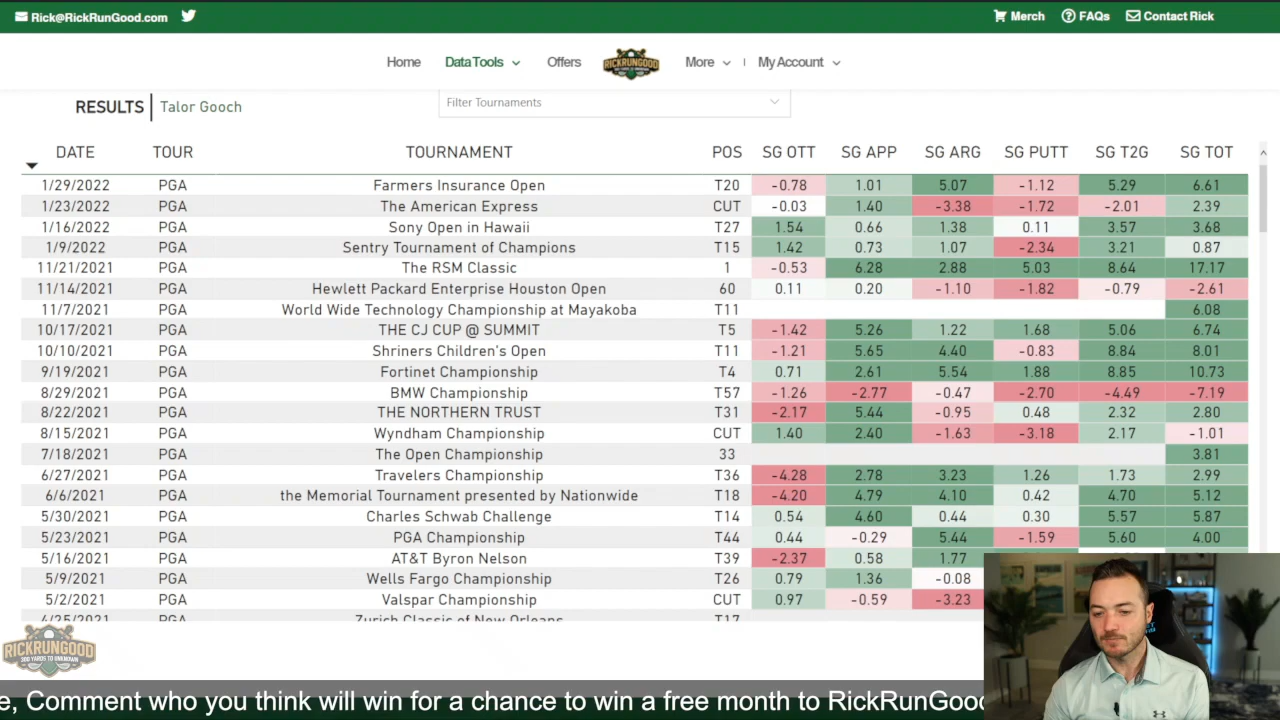 Rick@RickRunGood.com Merch FAQs Contact Rick
Home Data Tools Offers RICKRUNGOOD More My Account
RESULTS Talor Gooch Filter Tournaments
DATE TOUR TOURNAMENT POS SG OTT SG APP SG ARG SG PUTT SG T2G SG TOT
1/29/2022 PGA Farmers Insurance Open T20 -0.78 1.01 5.07 -1.12 5.29 6.61
1/23/2022 PGA The American Express CUT -0.03 1.40 -3.38 -1.72 -2.01 2.39
1/16/2022 PGA Sony Open in Hawaii T27 1.54 0.66 1.38 0.11 3.57 3.68
1/9/2022 PGA Sentry Tournament of Champions T15 1.42 0.73 1.07 -2.34 3.21 0.87
11/21/2021 PGA The RSM Classic 1 -0.53 6.28 2.88 5.03 8.64 17.17
11/14/2021 PGA Hewlett Packard Enterprise Houston Open 60 0.11 0.20 -1.10 -1.82 -0.79 -2.61
11/7/2021 PGA World Wide Technology Championship at Mayakoba T11 6.08
10/17/2021 PGA THE CJ CUP @ SUMMIT T5 -1.42 5.26 1.22 1.68 5.06 6.74
10/10/2021 PGA Shriners Children's Open T11 -1.21 5.65 4.40 -0.83 8.84 8.01
9/19/2021 PGA Fortinet Championship T4 0.71 2.61 5.54 1.88 8.85 10.73
8/29/2021 PGA BMW Championship T57 -1.26 -2.77 -0.47 -2.70 -4.49 -7.19
8/22/2021 PGA THE NORTHERN TRUST T31 -2.17 5.44 -0.95 0.48 2.32 2.80
8/15/2021 PGA Wyndham Championship CUT 1.40 2.40 -1.63 -3.18 2.17 -1.01
7/18/2021 PGA The Open Championship 33 3.81
6/27/2021 PGA Travelers Championship T36 -4.28 2.78 3.23 1.26 1.73 2.99
6/6/2021 PGA the Memorial Tournament presented by Nationwide T18 -4.20 4.79 4.10 0.42 4.70 5.12
5/30/2021 PGA Charles Schwab Challenge T14 0.54 4.60 0.44 0.30 5.57 5.87
5/23/2021 PGA PGA Championship T44 0.44 -0.29 5.44 -1.59 5.60 4.00
5/16/2021 PGA AT&T Byron Nelson T39 -2.37 0.58 1.77
5/9/2021 PGA Wells Fargo Championship T26 0.79 1.36 -0.08
5/2/2021 PGA Valspar Championship CUT 0.97 -0.59 -3.23
4/25/2021 PGA Zurich Classic of New Orleans T17
RICKRUNGOOD
300 YARDS TO UNKNOWN
e, Comment who you think will win for a chance to win a free month to RickRunGood